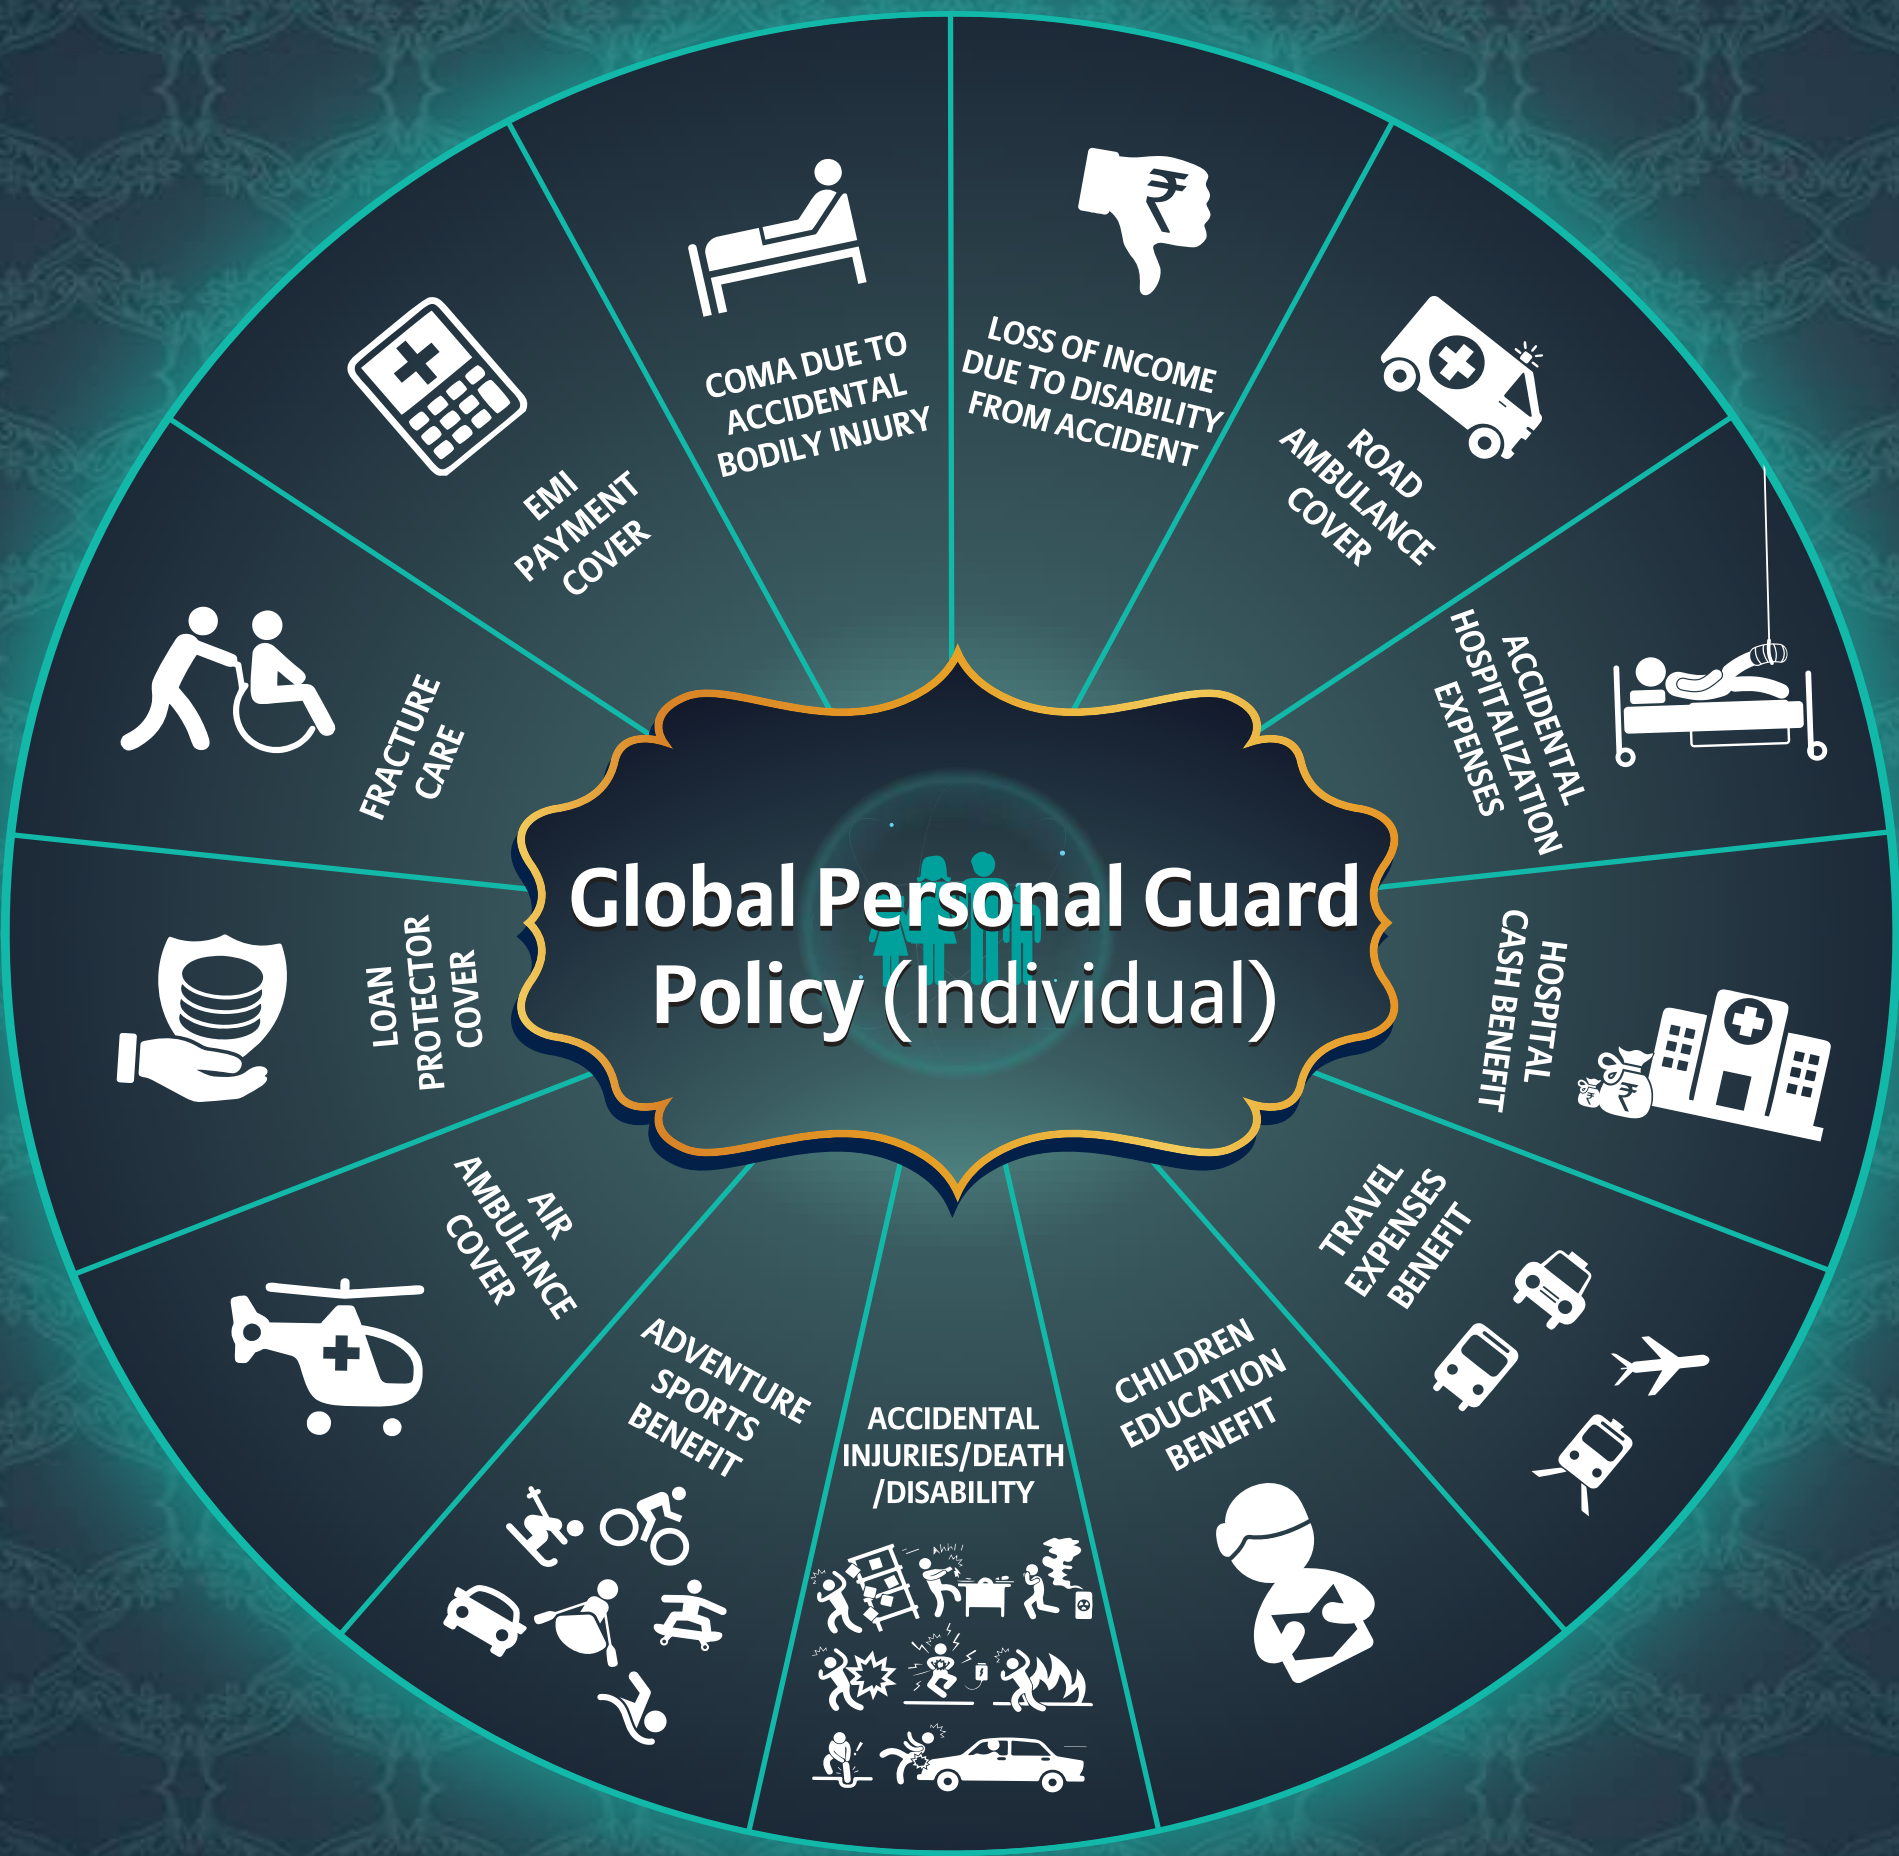 Global Personal Guard
Policy (Individual)
LOSS OF INCOME
DUE TO DISABILITY
FROM ACCIDENT
ROAD
AMBULANCE
COVER
ACCIDENTAL
HOSPITALIZATION
EXPENSES
HOSPITAL
CASH BENEFIT
₹
₹
₹
TRAVEL
EXPENSES
BENEFIT
CHILDREN
EDUCATION
BENEFIT
ACCIDENTAL
INJURIES/DEATH
/DISABILITY
ADVENTURE
SPORTS
BENEFIT
AIR
AMBULANCE
COVER
LOAN
PROTECTOR
COVER
FRACTURE
CARE
EMI
PAYMENT
COVER
COMA DUE TO
ACCIDENTAL
BODILY INJURY